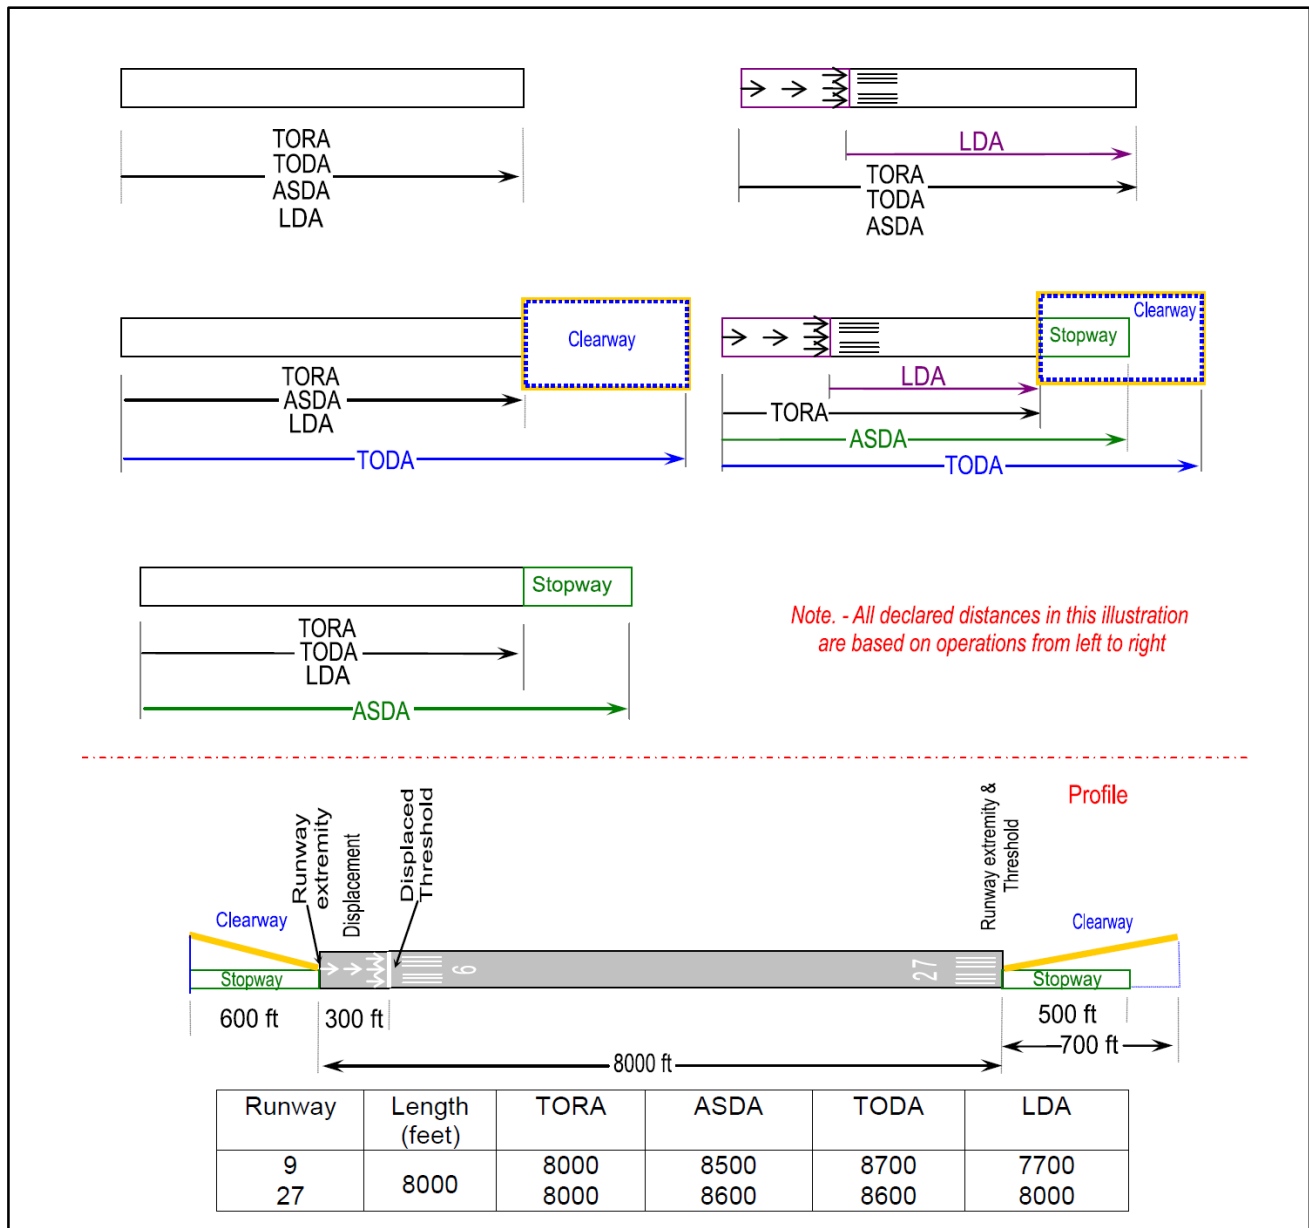 TORA
TODA
ASDA
LDA
LDA
TORA
TODA
ASDA
Clearway
TORA
ASDA
LDA
TODA
Clearway
Stopway
LDA
TORA
ASDA
TODA
Stopway
TORA
TODA
LDA
ASDA
Note. - All declared distances in this illustration
are based on operations from left to right
Profile
Runway
extremity
Displacement
Displaced
Threshold
Runway extremity &
Threshold
Clearway
Clearway
Stopway
9
27
Stopway
600 ft
300 ft
500 ft
700 ft
8000 ft
Runway Length (feet) TORA ASDA TODA LDA
9 8000 8000 8500 8700 7700
27 8000 8600 8600 8000